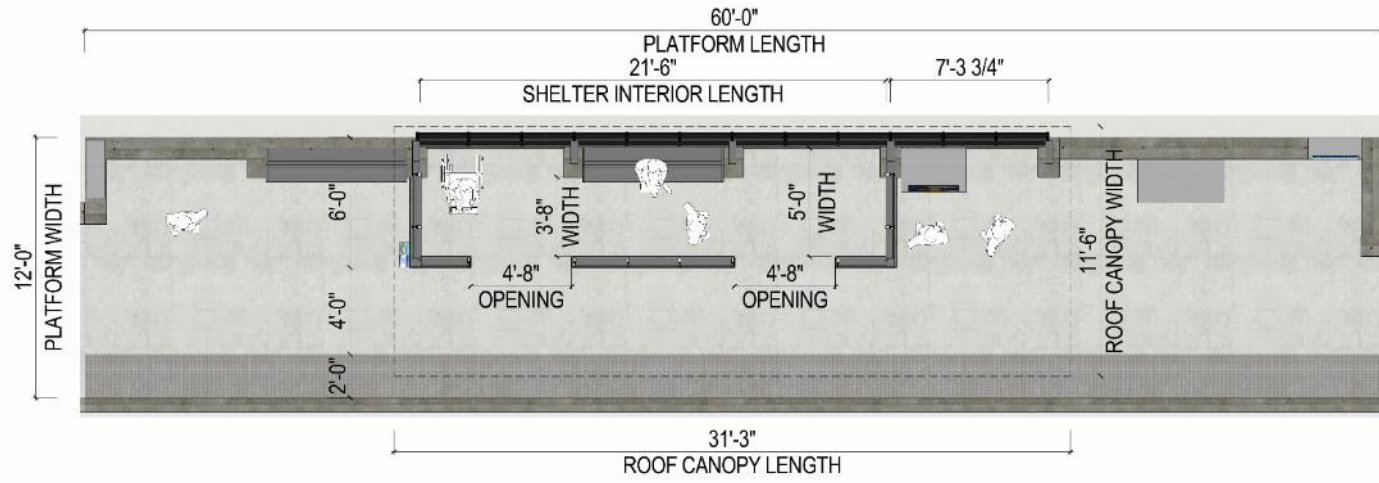 60'-0"
PLATFORM LENGTH
21'-6"
7'-3 3/4"
SHELTER INTERIOR LENGTH
12'-0"
PLATFORM WIDTH
6'-0"
4'-0"
2'-0"
3'-8"
WIDTH
5'-0"
WIDTH
4'-8"
OPENING
4'-8"
OPENING
11'-6"
ROOF CANOPY WIDTH
31'-3"
ROOF CANOPY LENGTH